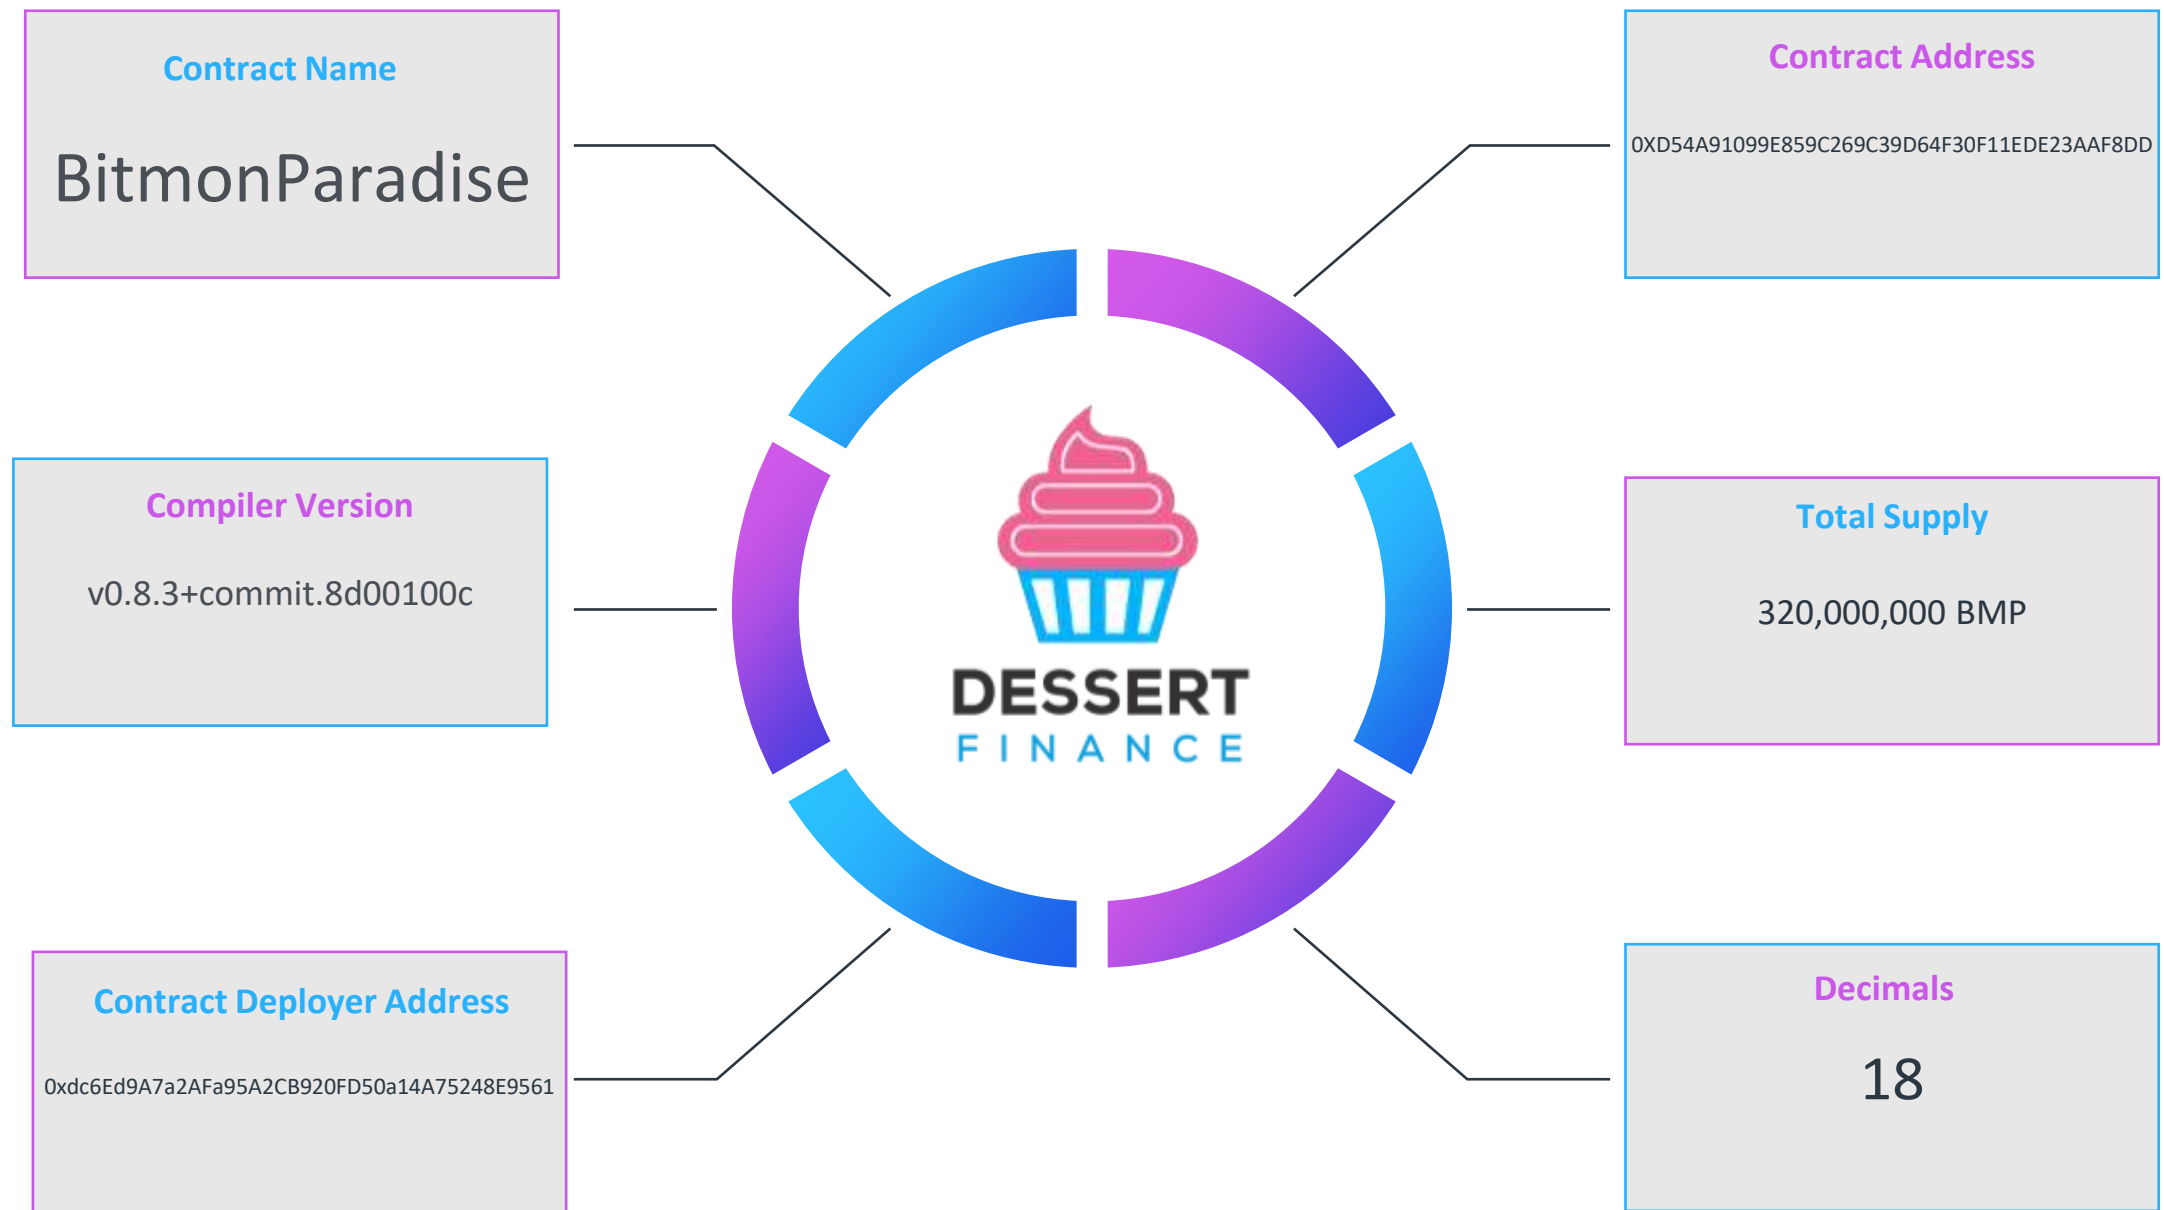 Contract Name
BitmonParadise
Contract Address
0XD54A91099E859C269C39D64F30F11EDE23AAF8DD
Compiler Version
v0.8.3+commit.8d00100c
Total Supply
320,000,000 BMP
DESSERT
FINANCE
Contract Deployer Address
0xdc6Ed9A7a2AFa95A2CB920FD50a14A75248E9561
Decimals
18